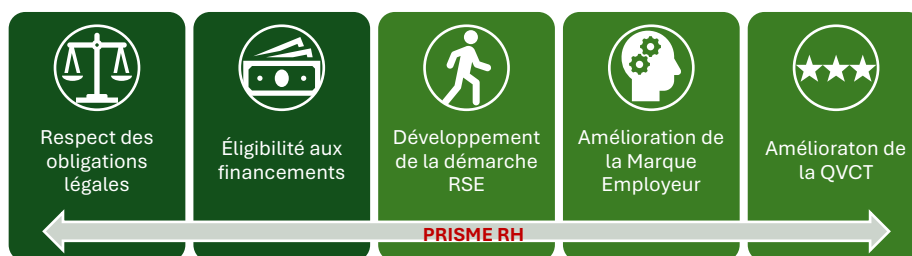 Respect des
obligations
légales
Éligibilité aux
financements
Développement
de la démarche
RSE
Amélioration de
la Marque
Employeur
Amélioraton de
la QVCT
PRISME RH